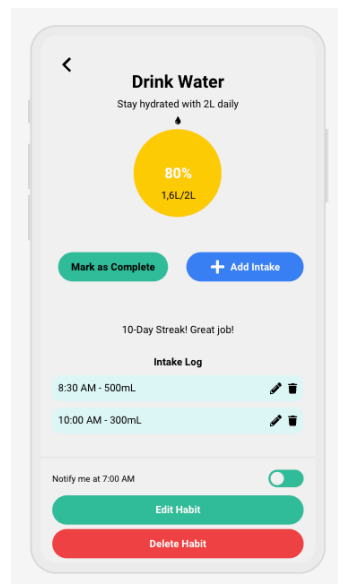 Drink Water
Stay hydrated with 2L daily
80%
1,6L/2L
Mark as Complete
Add Intake
10-Day Streak! Great job!
Intake Log
8:30 AM - 500mL
10:00 AM - 300mL
Notify me at 7:00 AM
Edit Habit
Delete Habit